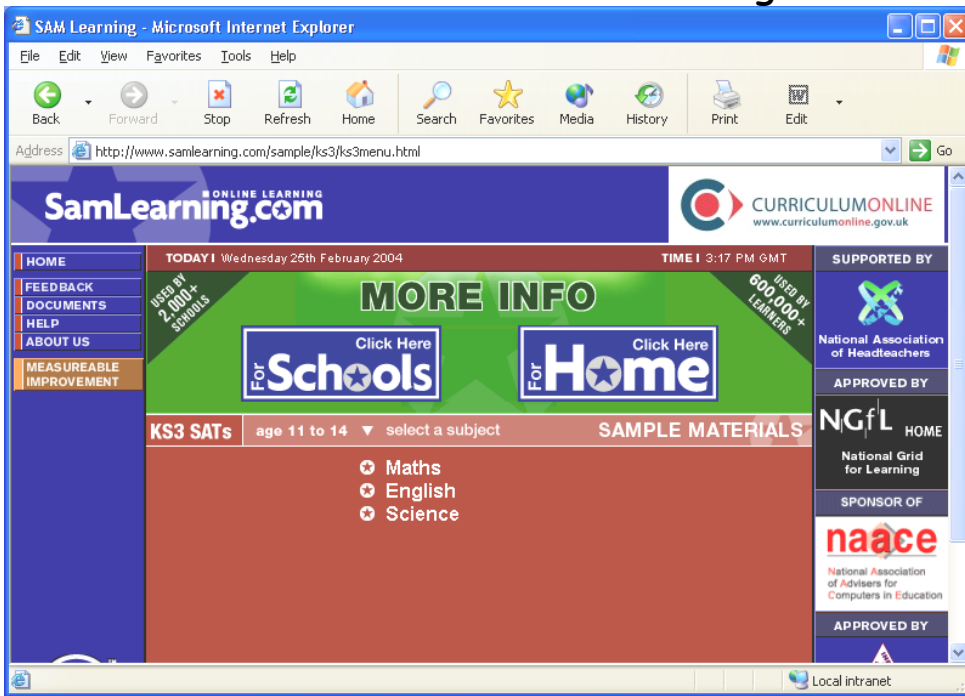 SAM Learning - Microsoft Internet Explorer
File Edit View Favorites Tools Help
Back Forward Stop Refresh Home Search Favorites Media History Print Edit
Address http://www.samlearning.com/sample/ks3/ks3menu.html Go
ONLINE LEARNING
SamLearning.com
CURRICULUMONLINE
www.curriculumonline.gov.uk
HOME
FEEDBACK
DOCUMENTS
HELP
ABOUT US
MEASUREABLE
IMPROVEMENT
TODAY Wednesday 25th February 2004 TIME 3:17 PM GMT
USED BY
2,000+
SCHOOLS
MORE INFO
USED BY
600,000+
LEARNERS
Click Here
for Schools
Click Here
for Home
KS3 SATs age 11 to 14 ▼ select a subject SAMPLE MATERIALS
Maths
English
Science
SUPPORTED BY
National Association
of Headteachers
APPROVED BY
NGfL HOME
National Grid
for Learning
SPONSOR OF
naace
National Association
of Advisers for
Computers in Education
APPROVED BY
Local intranet